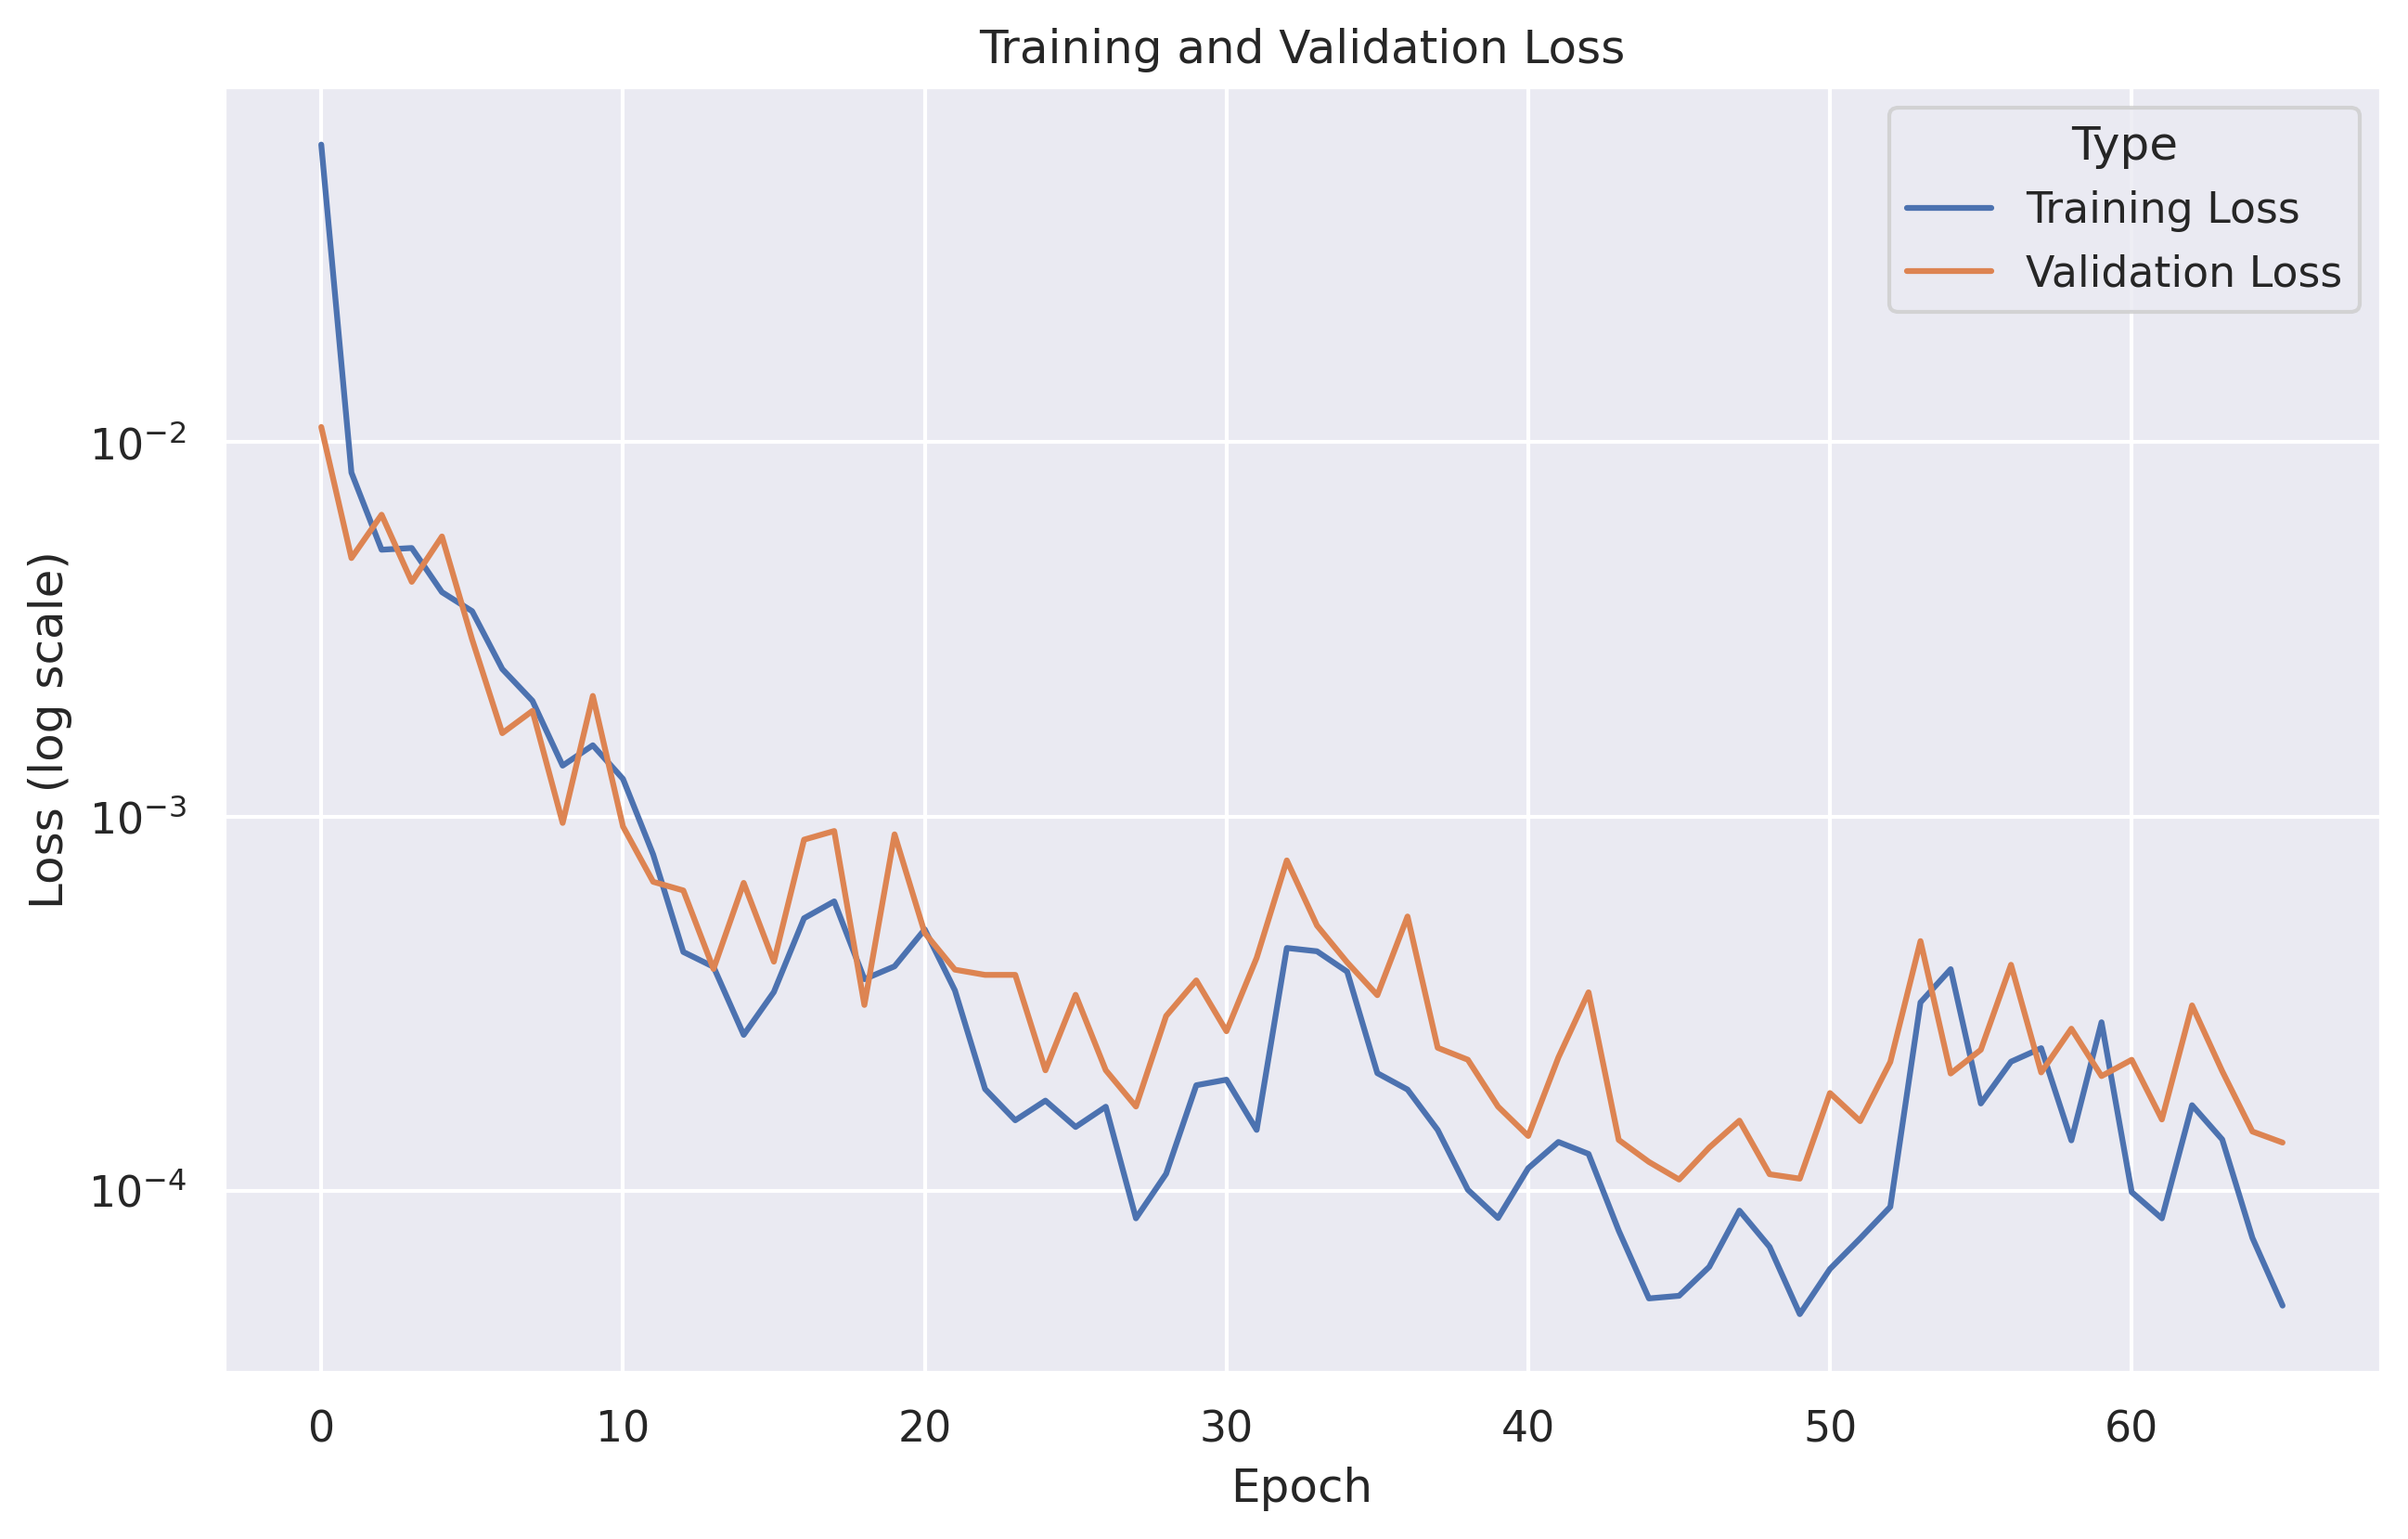 Training and Validation Loss
Type
Training Loss
Validation Loss
Loss (log scale)
10⁻²
10⁻³
10⁻⁴
0 10 20 30 40 50 60
Epoch